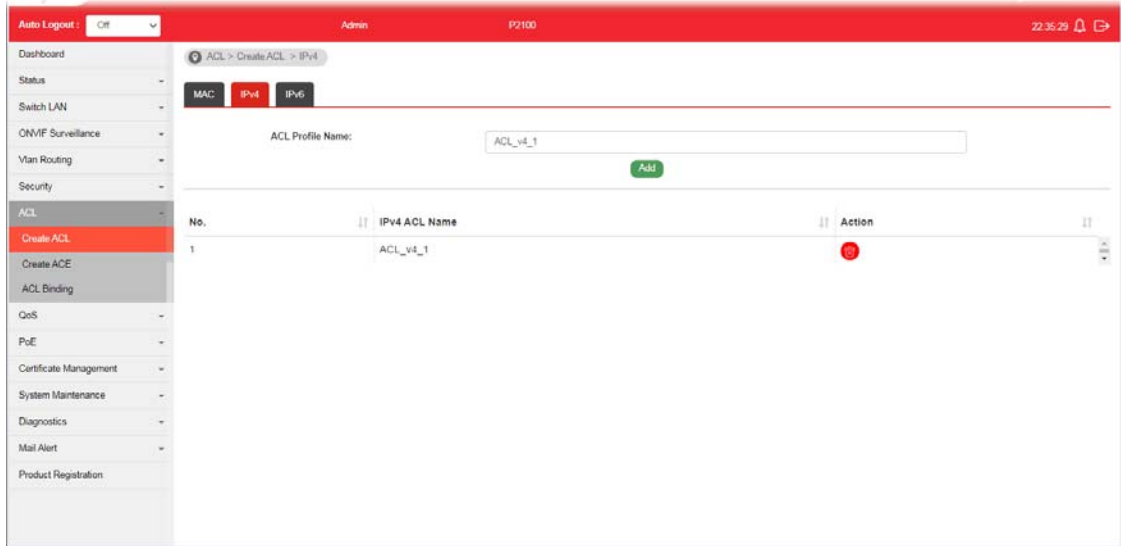 Auto Logout : Off Admin P2100 22:35:29
Dashboard
Status
Switch LAN
ONVIF Surveillance
Vlan Routing
Security
ACL
Create ACL
Create ACE
ACL Binding
QoS
PoE
Certificate Management
System Maintenance
Diagnostics
Mail Alert
Product Registration
ACL > Create ACL > IPv4
MAC IPv4 IPv6
ACL Profile Name: ACL_v4_1
Add
No. IPv4 ACL Name Action
1 ACL_v4_1